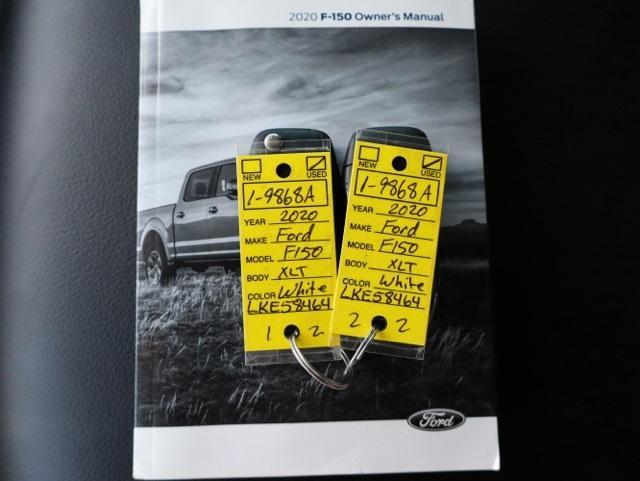 2020 F-150 Owner's Manual
NEW USED
1-9868A
YEAR 2020
MAKE Ford
MODEL F150
BODY XLT
COLOR White
LKE58464
1 2
NEW USED
1-9868A
YEAR 2020
MAKE Ford
MODEL F150
BODY XLT
COLOR White
LKE58464
2 2
Ford